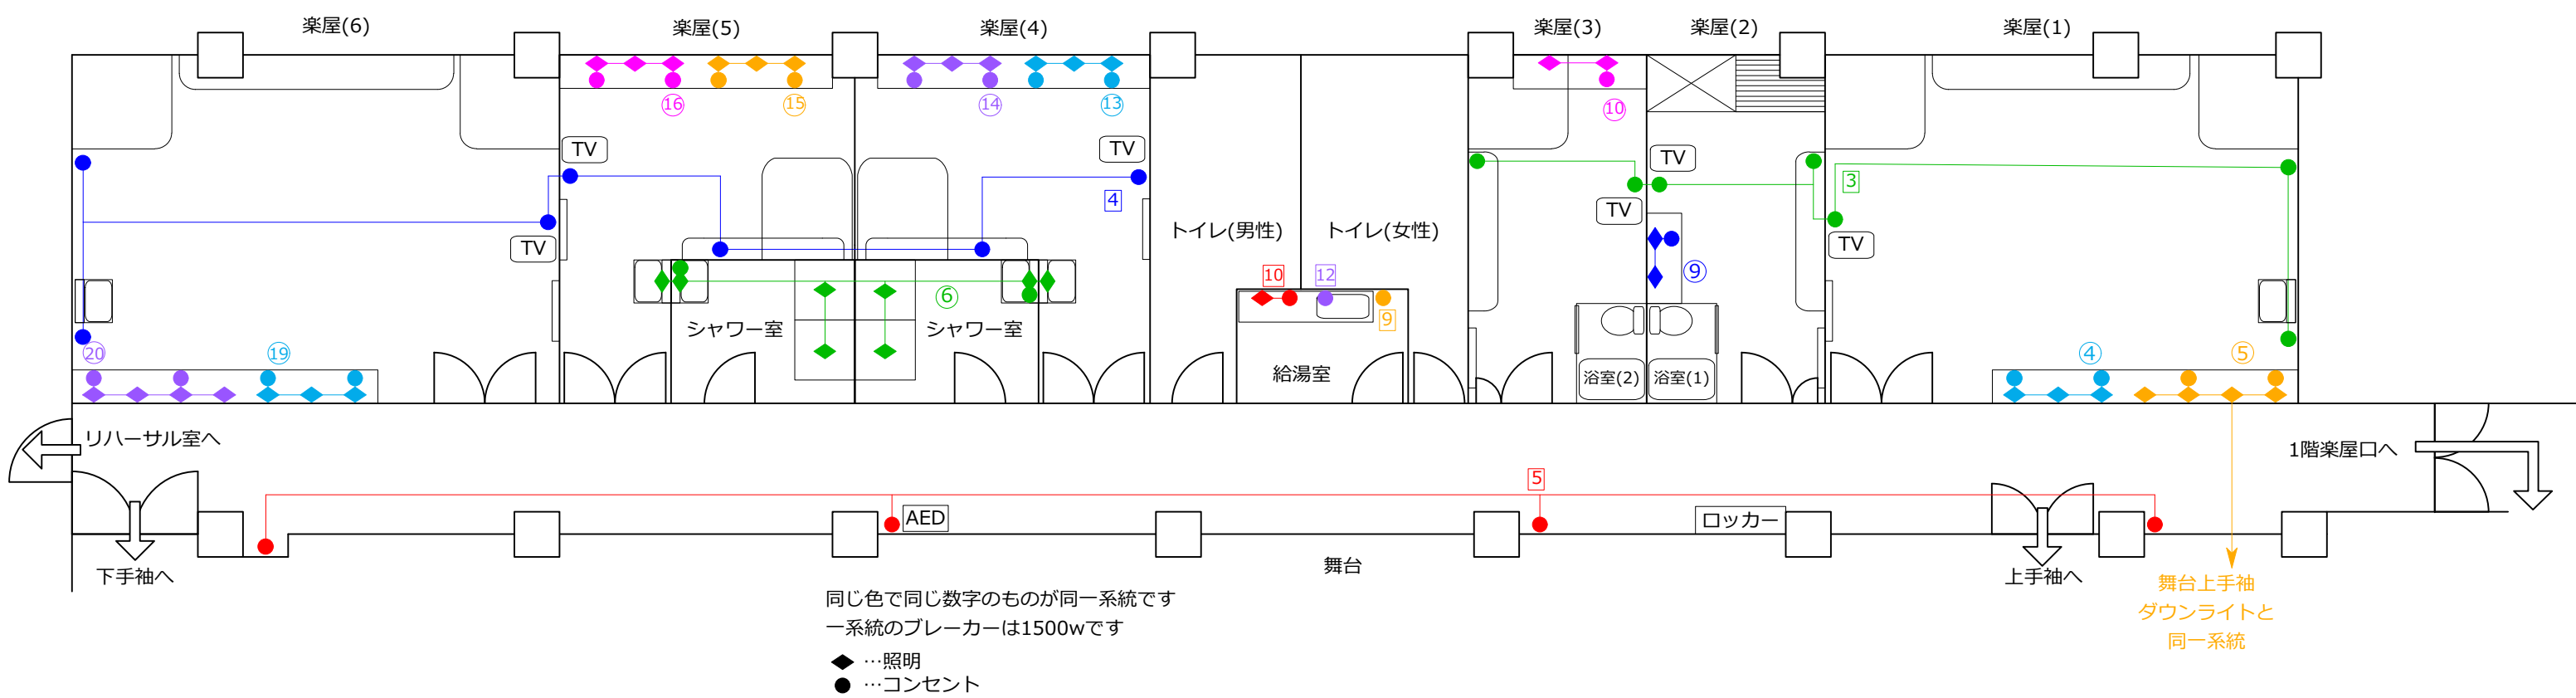 楽屋(6)
楽屋(5)
楽屋(4)
楽屋(3)
楽屋(2)
楽屋(1)
⑯
⑮
⑭
⑬
⑩
TV
TV
TV
3
4
TV
TV
TV
トイレ(男性)
トイレ(女性)
⑨
10
12
9
⑥
シャワー室
シャワー室
⑳
⑲
④
⑤
給湯室
浴室(2)
浴室(1)
リハーサル室へ
1階楽屋口へ
5
AED
ロッカー
下手袖へ
舞台
上手袖へ
舞台上手袖
ダウンライトと
同一系統
同じ色で同じ数字のものが同一系統です
一系統のブレーカーは1500wです
◆ …照明
● …コンセント